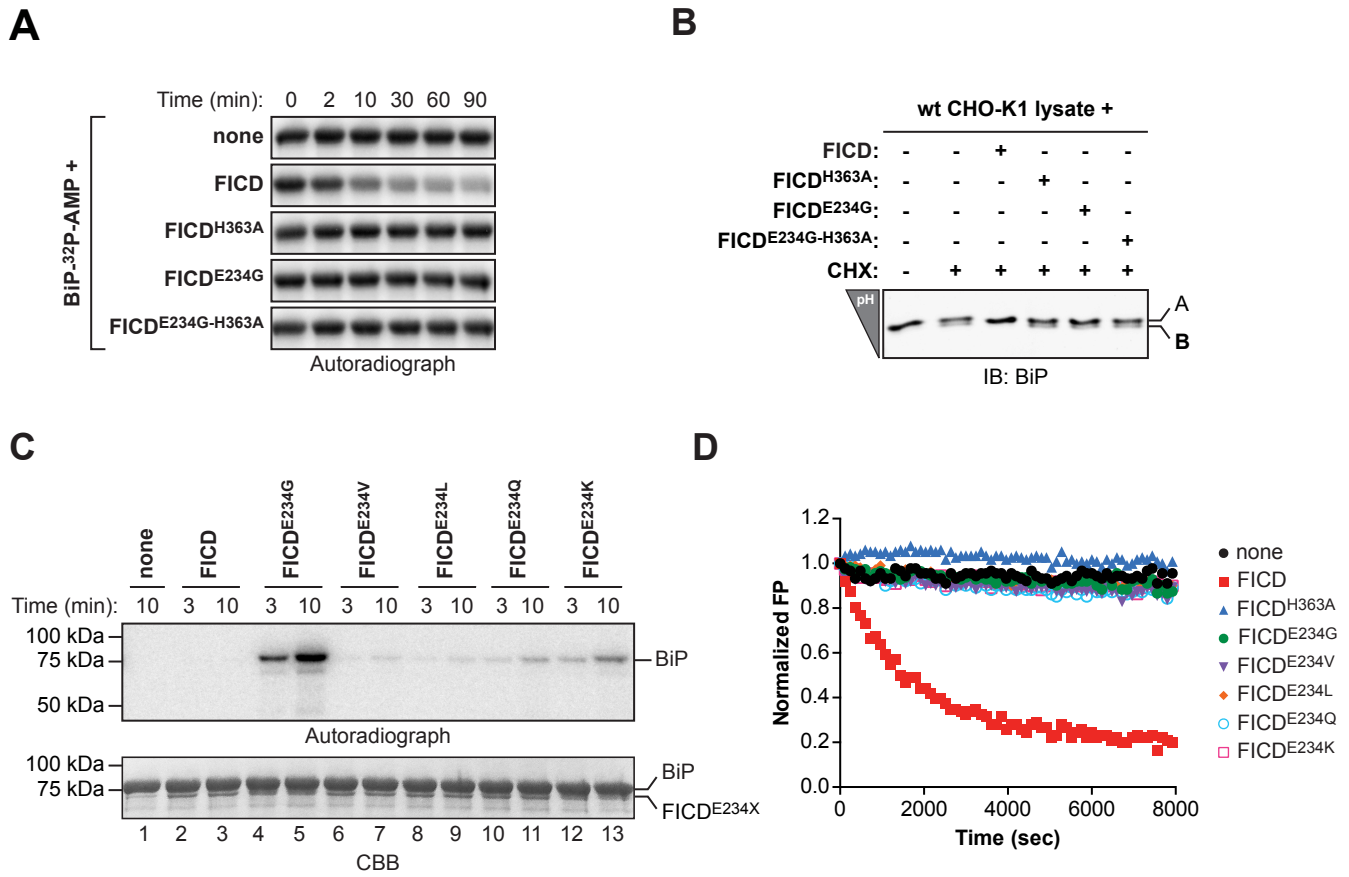 A
Time (min): 0 2 10 30 60 90
BiP-32P-AMP +
none
FICD
FICDH363A
FICDE234G
FICDE234G-H363A
Autoradiograph
B
wt CHO-K1 lysate +
FICD: - - + - - -
FICDH363A: - - - + - -
FICDE234G: - - - - + -
FICDE234G-H363A: - - - - - +
CHX: - + + + + +
pH
A
B
IB: BiP
C
none FICD FICDE234G FICDE234V FICDE234L FICDE234Q FICDE234K
Time (min): 10 3 10 3 10 3 10 3 10 3 10 3 10
100 kDa
75 kDa
50 kDa
BiP
Autoradiograph
100 kDa
75 kDa
BiP
FICDE234X
1 2 3 4 5 6 7 8 9 10 11 12 13
CBB
D
Normalized FP
1.2
1.0
0.8
0.6
0.4
0.2
0.0
0 2000 4000 6000 8000
Time (sec)
none
FICD
FICDH363A
FICDE234G
FICDE234V
FICDE234L
FICDE234Q
FICDE234K